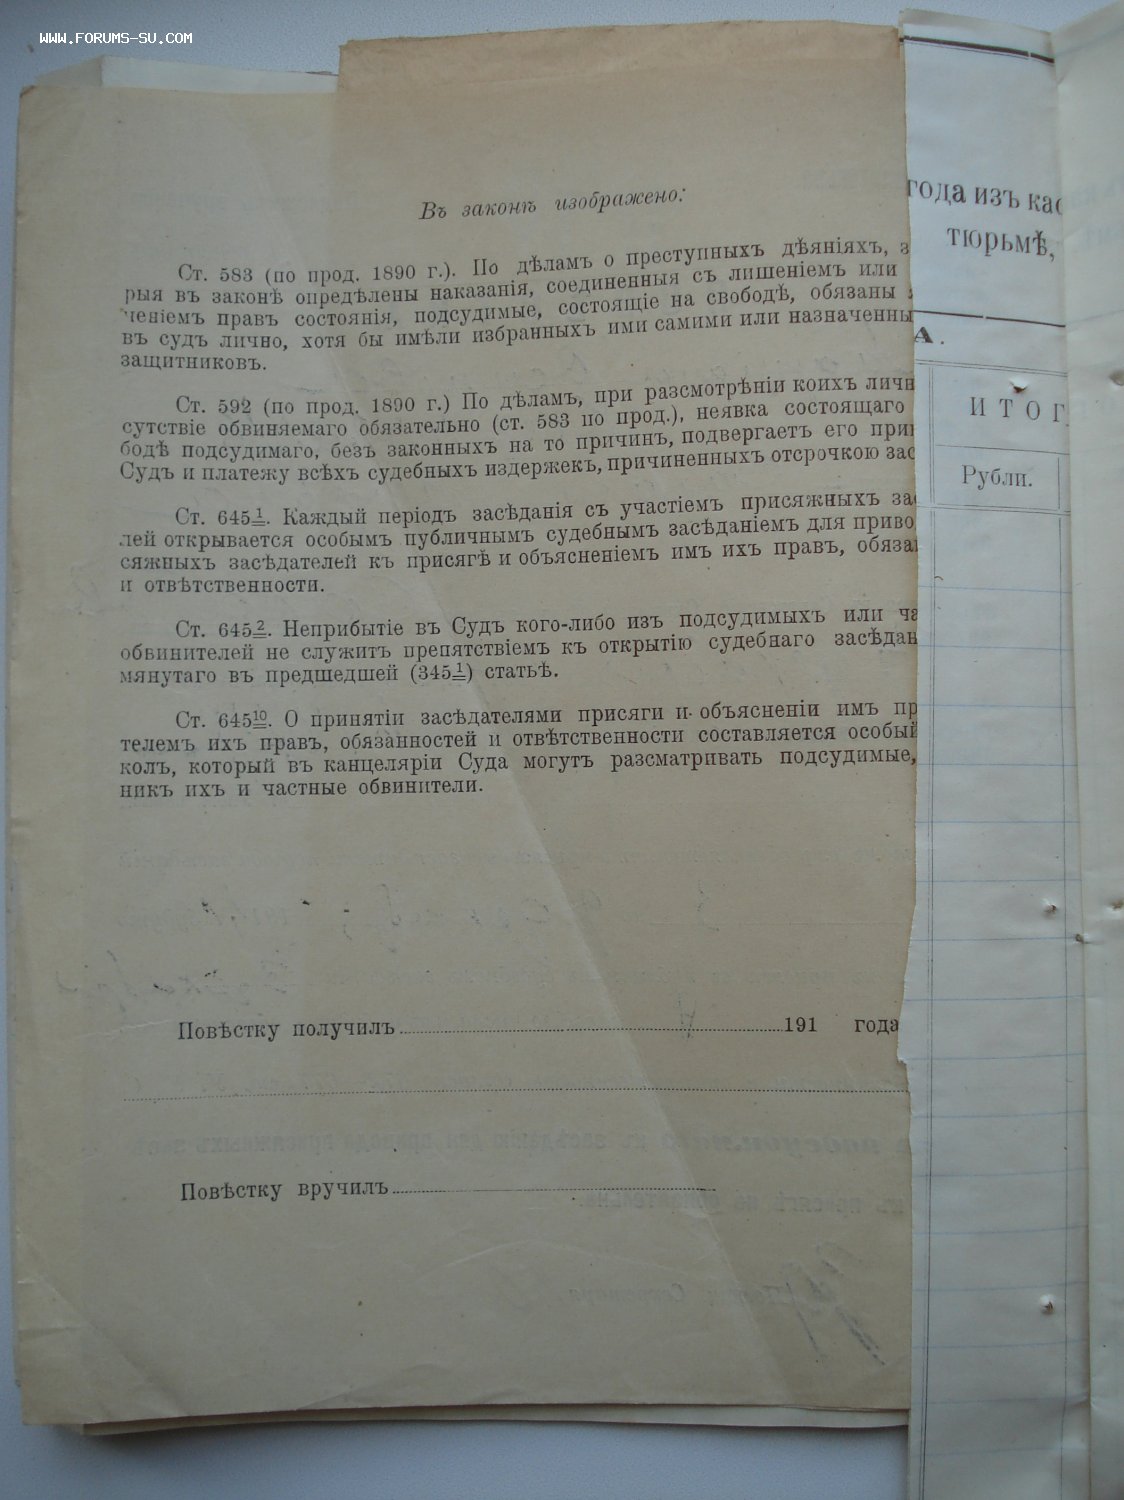 WWW.FORUMS-SU.COM
Въ законѣ изображено:
Ст. 583 (по прод. 1890 г.). По дѣламъ о преступныхъ дѣяніяхъ, з
рыя въ законѣ опредѣлены наказанія, соединенныя съ лишеніемъ или
ченіемъ правъ состоянія, подсудимые, состоящіе на свободѣ, обязаны
въ судъ лично, хотя бы имѣли избранныхъ ими самими или назначенны
защитниковъ.
Ст. 592 (по прод. 1890 г.) По дѣламъ, при разсмотрѣніи коихъ личн
сутствіе обвиняемаго обязательно (ст. 583 по прод.), неявка состоящаго
бодѣ подсудимаго, безъ законныхъ на то причинъ, подвергаетъ его при
Судъ и платежу всѣхъ судебныхъ издержекъ, причиненныхъ отсрочкою зас
Ст. 645<u>1</u>. Каждый періодъ засѣданія съ участіемъ присяжныхъ зас
лей открывается особымъ публичнымъ судебнымъ засѣданіемъ для приво
сяжныхъ засѣдателей къ присягѣ и объясненіемъ имъ ихъ правъ, обяза
и отвѣтственности.
Ст. 645<u>2</u>. Неприбытіе въ Судъ кого-либо изъ подсудимыхъ или ча
обвинителей не служитъ препятствіемъ къ открытію судебнаго засѣдан
мянутаго въ предшедшей (345<u>1</u>) статьѣ.
Ст. 645<u>10</u>. О принятіи засѣдателями присяги и объясненіи имъ пр
телемъ ихъ правъ, обязанностей и отвѣтственности составляется особый
колъ, который въ канцеляріи Суда могутъ разсматривать подсудимые,
никъ ихъ и частные обвинители.
Повѣстку получилъ 191 года
Повѣстку вручилъ
года изъ кас
тюрьмѣ,
А.
ИТОГ
Рубли.